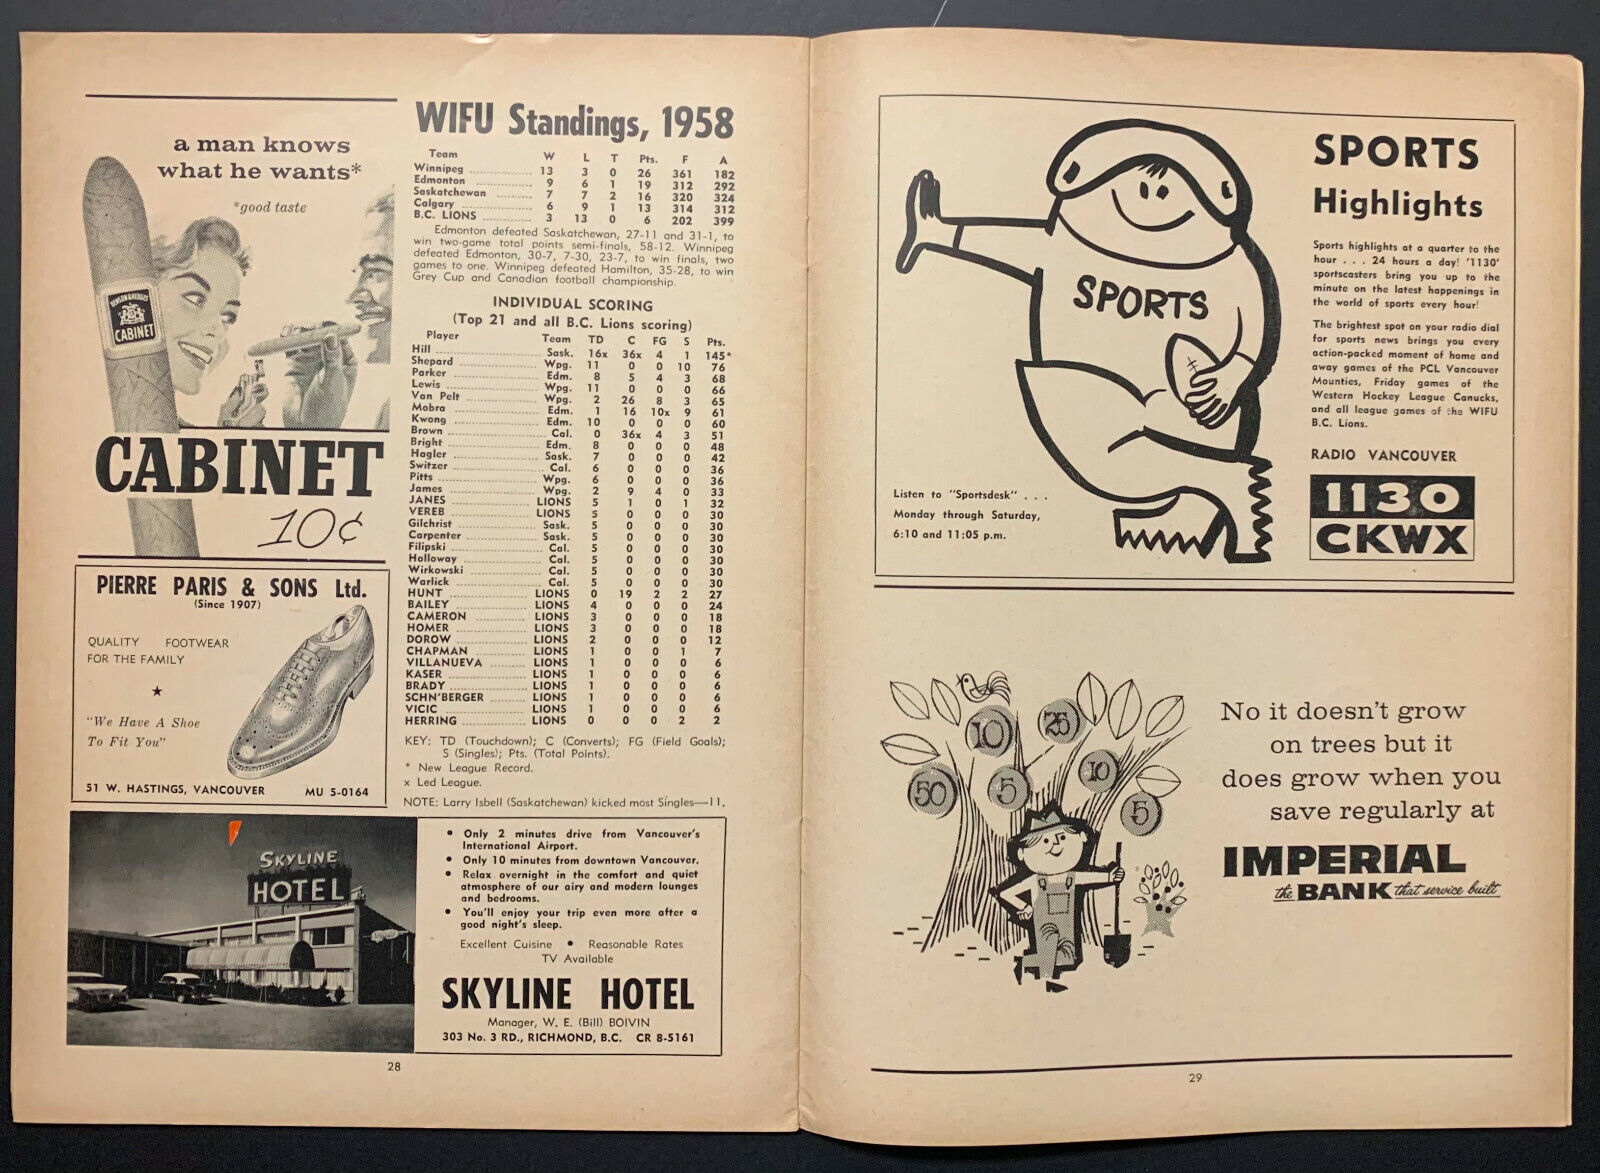 a man knows
what he wants*
*good taste
BENSON & HEDGES
CABINET
CABINET
10¢
PIERRE PARIS & SONS Ltd.
(Since 1907)
QUALITY FOOTWEAR
FOR THE FAMILY
"We Have A Shoe
To Fit You"
51 W. HASTINGS, VANCOUVER MU 5-0164
WIFU Standings, 1958
Team W L T Pts. F A
Winnipeg 13 3 0 26 361 182
Edmonton 9 6 1 19 312 292
Saskatchewan 7 7 2 16 320 324
Calgary 6 9 1 13 314 312
B.C. LIONS 3 13 0 6 202 399
Edmonton defeated Saskatchewan, 27-11 and 31-1, to
win two-game total points semi-finals, 58-12. Winnipeg
defeated Edmonton, 30-7, 7-30, 23-7, to win finals, two
games to one. Winnipeg defeated Hamilton, 35-28, to win
Grey Cup and Canadian football championship.
INDIVIDUAL SCORING
(Top 21 and all B.C. Lions scoring)
Player Team TD C FG S Pts.
Hill Sask. 16x 36x 4 1 145*
Shepard Wpg. 11 0 0 10 76
Parker Edm. 8 5 4 3 68
Lewis Wpg. 11 0 0 0 66
Van Pelt Wpg. 2 26 8 3 65
Mobra Edm. 1 16 10x 9 61
Kwong Edm. 10 0 0 0 60
Brown Cal. 0 36x 4 3 51
Bright Edm. 8 0 0 0 48
Hagler Sask. 7 0 0 0 42
Switzer Cal. 6 0 0 0 36
Pitts Wpg. 6 0 0 0 36
James Wpg. 2 9 4 0 33
JANES LIONS 5 1 0 1 32
VEREB LIONS 5 0 0 0 30
Gilchrist Sask. 5 0 0 0 30
Carpenter Sask. 5 0 0 0 30
Filipski Cal. 5 0 0 0 30
Holloway Cal. 5 0 0 0 30
Wirkowski Cal. 5 0 0 0 30
Warlick Cal. 5 0 0 0 30
HUNT LIONS 0 19 2 2 27
BAILEY LIONS 4 0 0 0 24
CAMERON LIONS 3 0 0 0 18
HOMER LIONS 3 0 0 0 18
DOROW LIONS 2 0 0 0 12
CHAPMAN LIONS 1 0 0 1 7
VILLANUEVA LIONS 1 0 0 0 6
KASER LIONS 1 0 0 0 6
BRADY LIONS 1 0 0 0 6
SCHN'BERGER LIONS 1 0 0 0 6
VICIC LIONS 1 0 0 0 6
HERRING LIONS 0 0 0 2 2
KEY: TD (Touchdown); C (Converts); FG (Field Goals);
S (Singles); Pts. (Total Points).
* New League Record.
x Led League.
NOTE: Larry Isbell (Saskatchewan) kicked most Singles—11.
SKYLINE
HOTEL
• Only 2 minutes drive from Vancouver's
International Airport.
• Only 10 minutes from downtown Vancouver.
• Relax overnight in the comfort and quiet
atmosphere of our airy and modern lounges
and bedrooms.
• You'll enjoy your trip even more after a
good night's sleep.
Excellent Cuisine • Reasonable Rates
TV Available
SKYLINE HOTEL
Manager, W. E. (Bill) BOIVIN
303 No. 3 RD., RICHMOND, B.C. CR 8-5161
28
SPORTS
SPORTS
Highlights
Sports highlights at a quarter to the
hour . . . 24 hours a day! '1130'
sportscasters bring you up to the
minute on the latest happenings in
the world of sports every hour!
The brightest spot on your radio dial
for sports news brings you every
action-packed moment of home and
away games of the PCL Vancouver
Mounties, Friday games of the
Western Hockey League Canucks,
and all league games of the WIFU
B.C. Lions.
RADIO VANCOUVER
1130
CKWX
Listen to "Sportsdesk" . . .
Monday through Saturday,
6:10 and 11:05 p.m.
10
25
50
5
10
5
No it doesn't grow
on trees but it
does grow when you
save regularly at
IMPERIAL
the BANK that service built
29